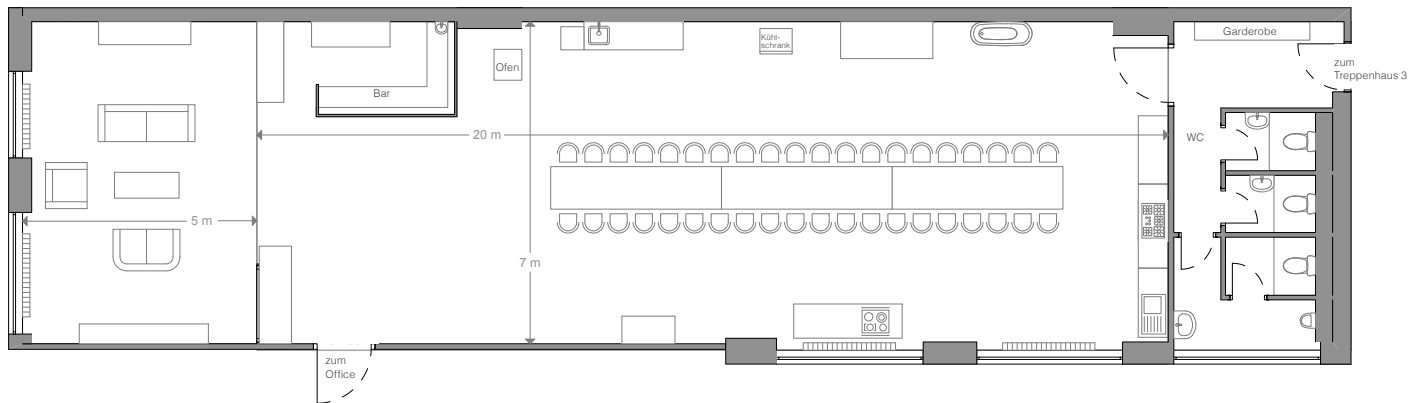 Garderobe
zum
Treppenhaus 3
Kühl-
schrank
Ofen
Bar
20 m
WC
5 m
7 m
zum
Office